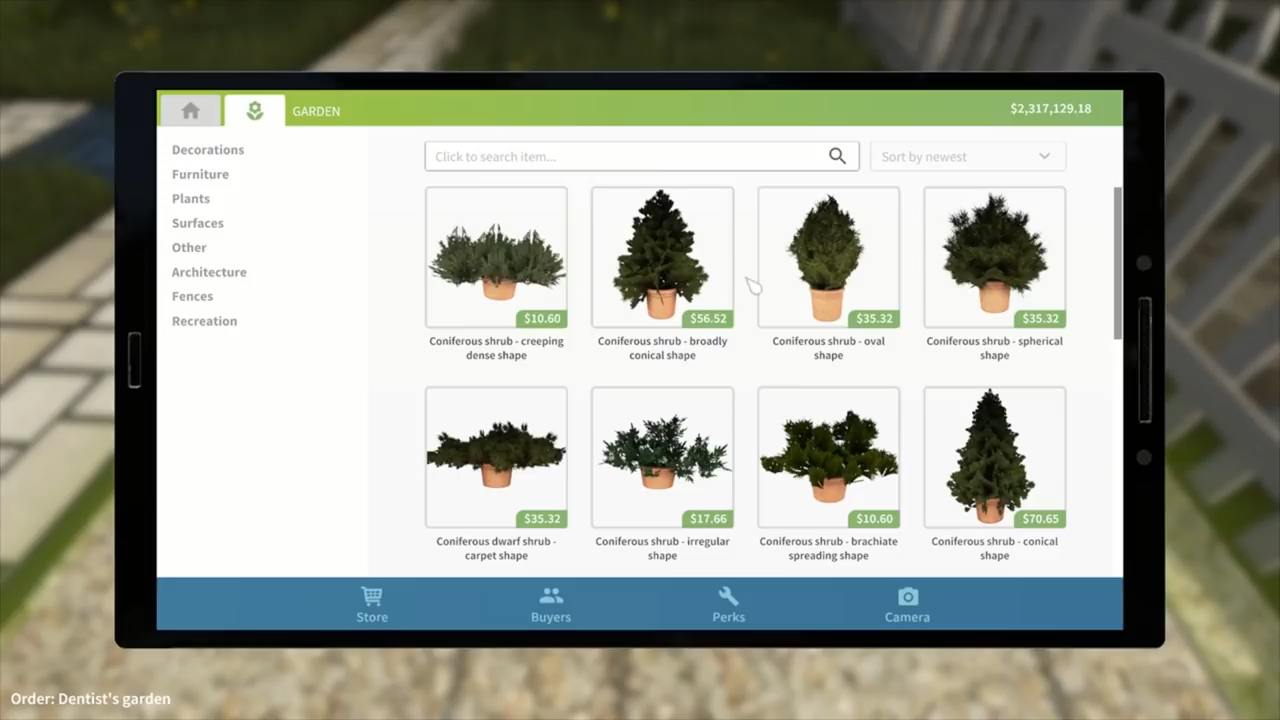 GARDEN
$2,317,129.18
Decorations
Furniture
Plants
Surfaces
Other
Architecture
Fences
Recreation
Click to search item...
Sort by newest
$10.60
$56.52
$35.32
$35.32
Coniferous shrub - creeping
dense shape
Coniferous shrub - broadly
conical shape
Coniferous shrub - oval
shape
Coniferous shrub - spherical
shape
$35.32
$17.66
$10.60
$70.65
Coniferous dwarf shrub -
carpet shape
Coniferous shrub - irregular
shape
Coniferous shrub - brachiate
spreading shape
Coniferous shrub - conical
shape
Store
Buyers
Perks
Camera
Order: Dentist's garden